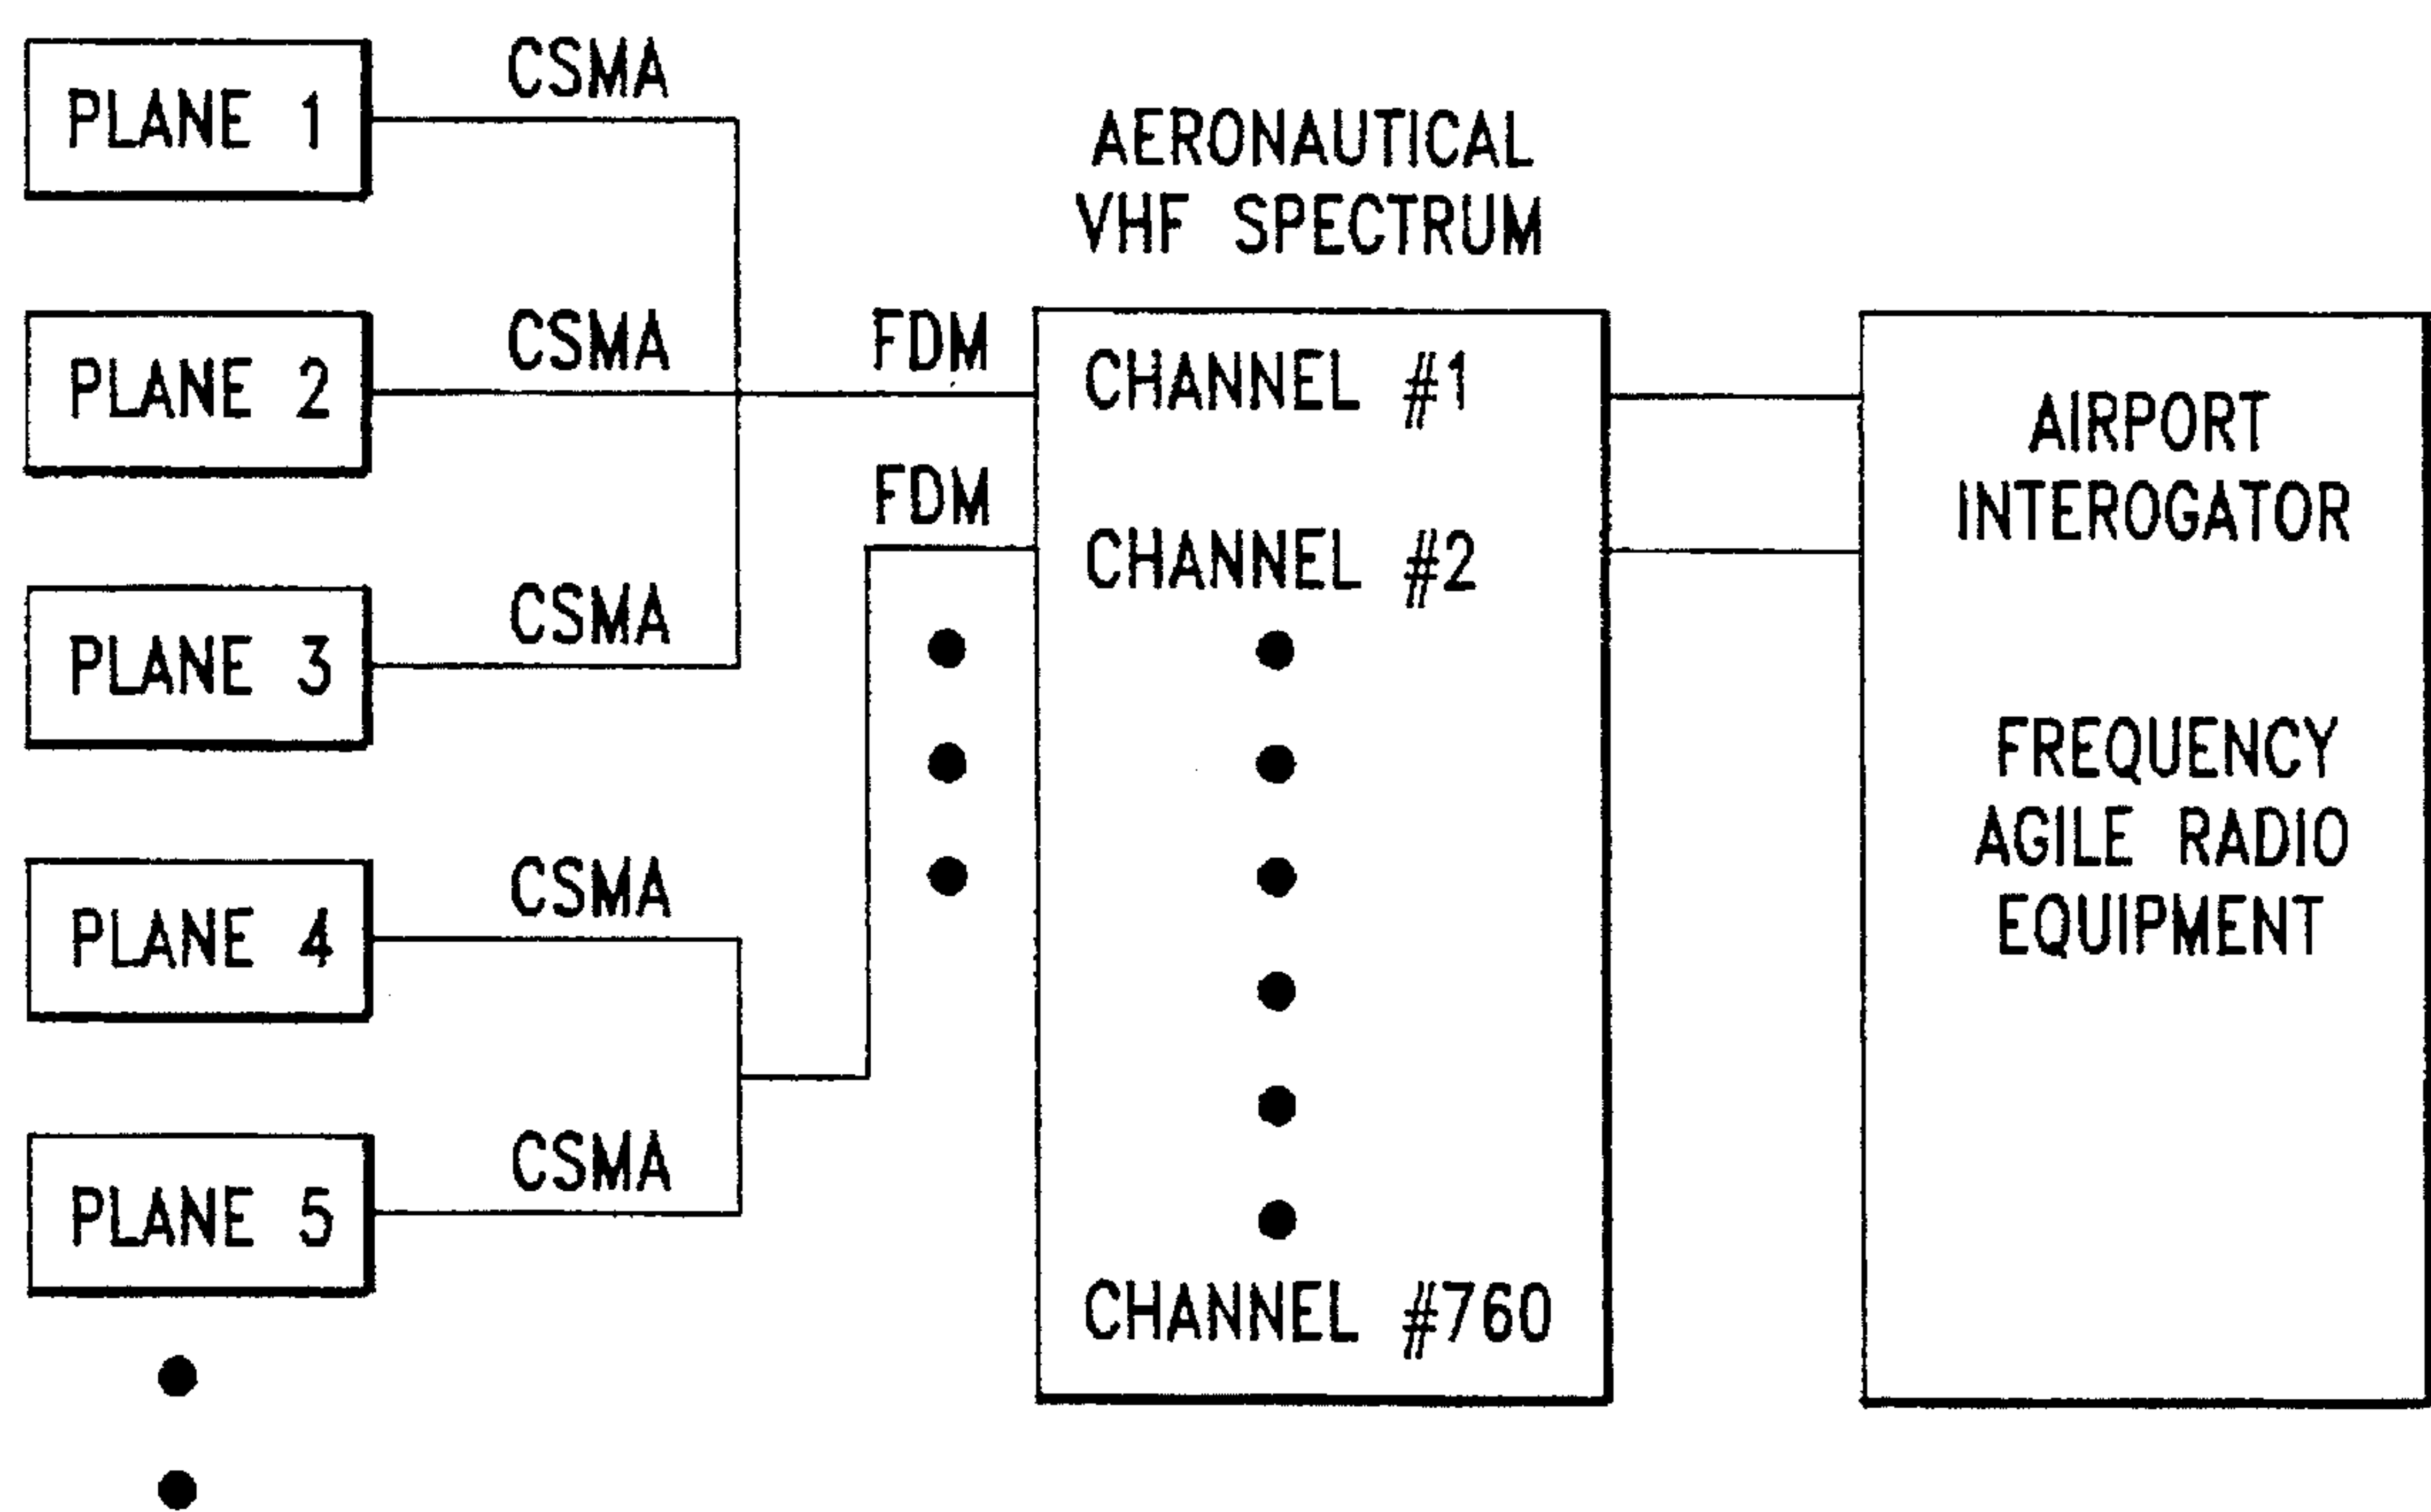 PLANE 1
CSMA
PLANE 2
CSMA
PLANE 3
CSMA
PLANE 4
CSMA
PLANE 5
CSMA
FDM
FDM
AERONAUTICAL
VHF SPECTRUM
CHANNEL #1
CHANNEL #2
CHANNEL #760
AIRPORT
INTEROGATOR
FREQUENCY
AGILE RADIO
EQUIPMENT